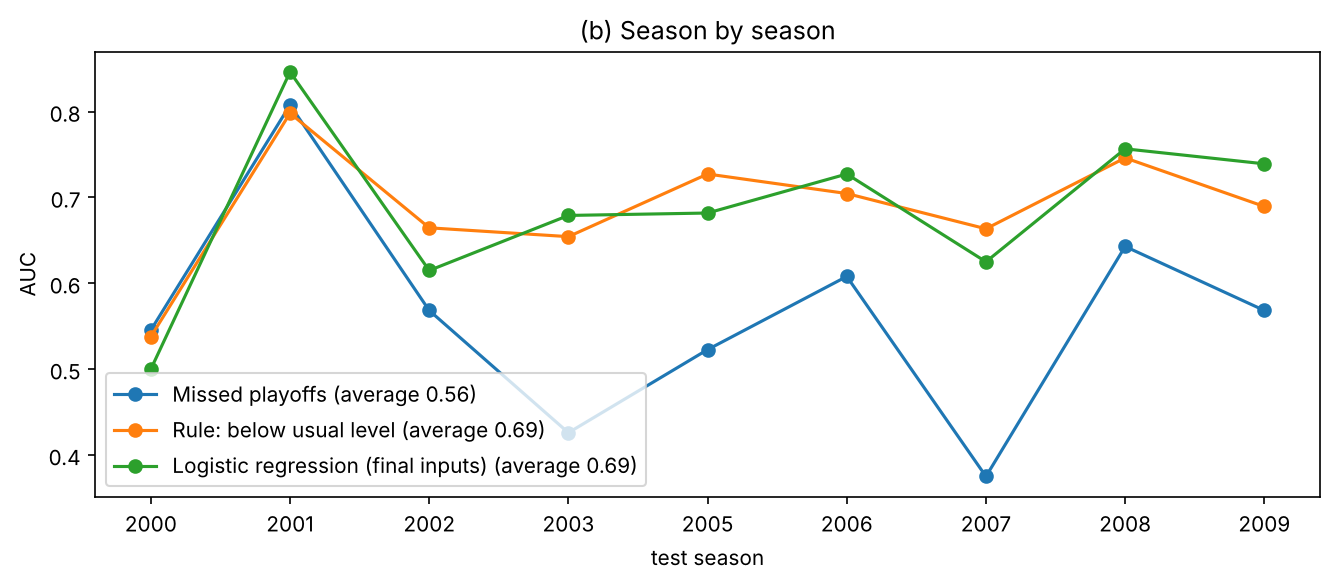 (b) Season by season
AUC
0.8
0.7
0.6
0.5
0.4
Missed playoffs (average 0.56)
Rule: below usual level (average 0.69)
Logistic regression (final inputs) (average 0.69)
2000 2001 2002 2003 2005 2006 2007 2008 2009
test season